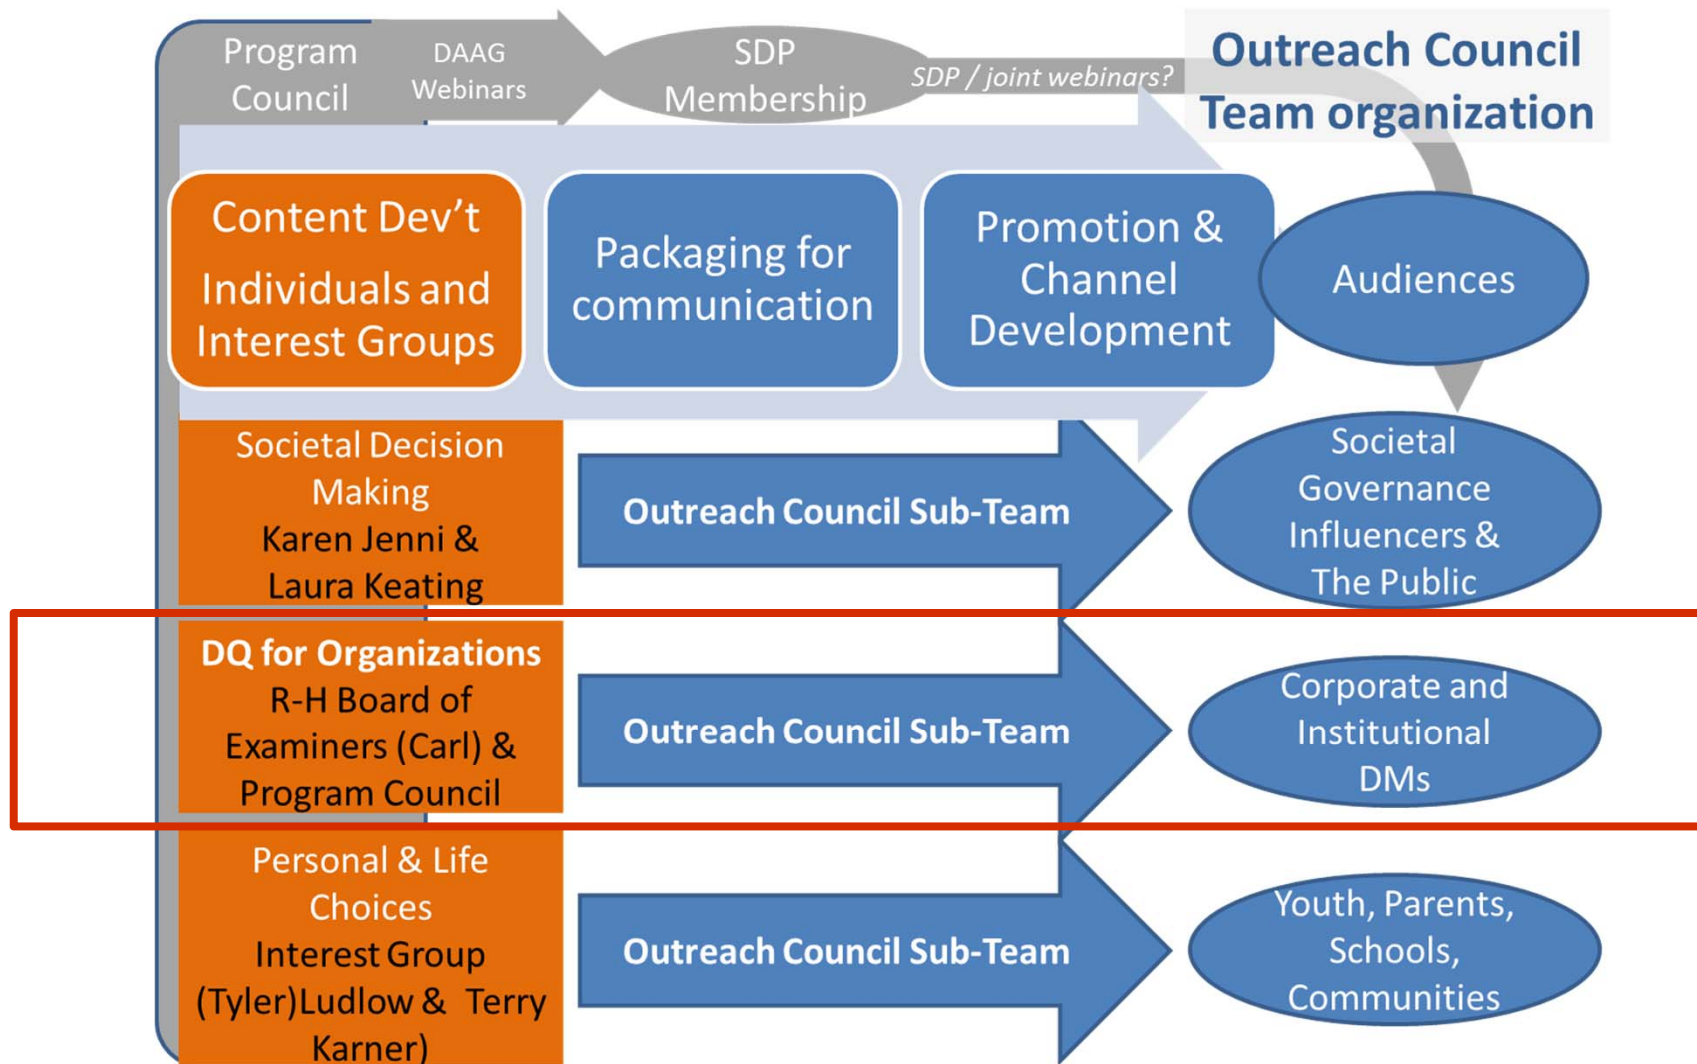 Program
Council
DAAG
Webinars
SDP
Membership
SDP / joint webinars?
Outreach Council
Team organization
Content Dev’t
Individuals and
Interest Groups
Packaging for
communication
Promotion &
Channel
Development
Audiences
Societal Decision
Making
Karen Jenni &
Laura Keating
Outreach Council Sub-Team
Societal
Governance
Influencers &
The Public
DQ for Organizations
R-H Board of
Examiners (Carl) &
Program Council
Outreach Council Sub-Team
Corporate and
Institutional
DMs
Personal & Life
Choices
Interest Group
(Tyler)Ludlow & Terry
Karner)
Outreach Council Sub-Team
Youth, Parents,
Schools,
Communities